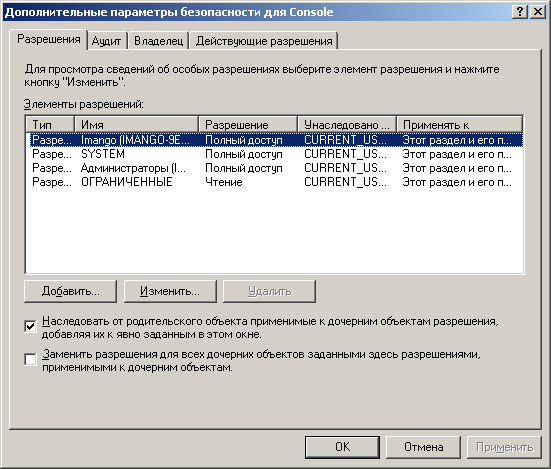 Дополнительные параметры безопасности для Console
Разрешения Аудит Владелец Действующие разрешения
Для просмотра сведений об особых разрешениях выберите элемент разрешения и нажмите
кнопку "Изменить".
Элементы разрешений:
Тип Имя Разрешение Унаследовано ... Применять к
Разре... Imango (IMANGO-9E... Полный доступ CURRENT_US... Этот раздел и его п...
Разре... SYSTEM Полный доступ CURRENT_US... Этот раздел и его п...
Разре... Администраторы (I... Полный доступ CURRENT_US... Этот раздел и его п...
Разре... ОГРАНИЧЕННЫЕ Чтение CURRENT_US... Этот раздел и его п...
Добавить... Изменить... Удалить
Наследовать от родительского объекта применимые к дочерним объектам разрешения,
добавляя их к явно заданным в этом окне.
Заменить разрешения для всех дочерних объектов заданными здесь разрешениями,
применимыми к дочерним объектам.
OK Отмена Применить